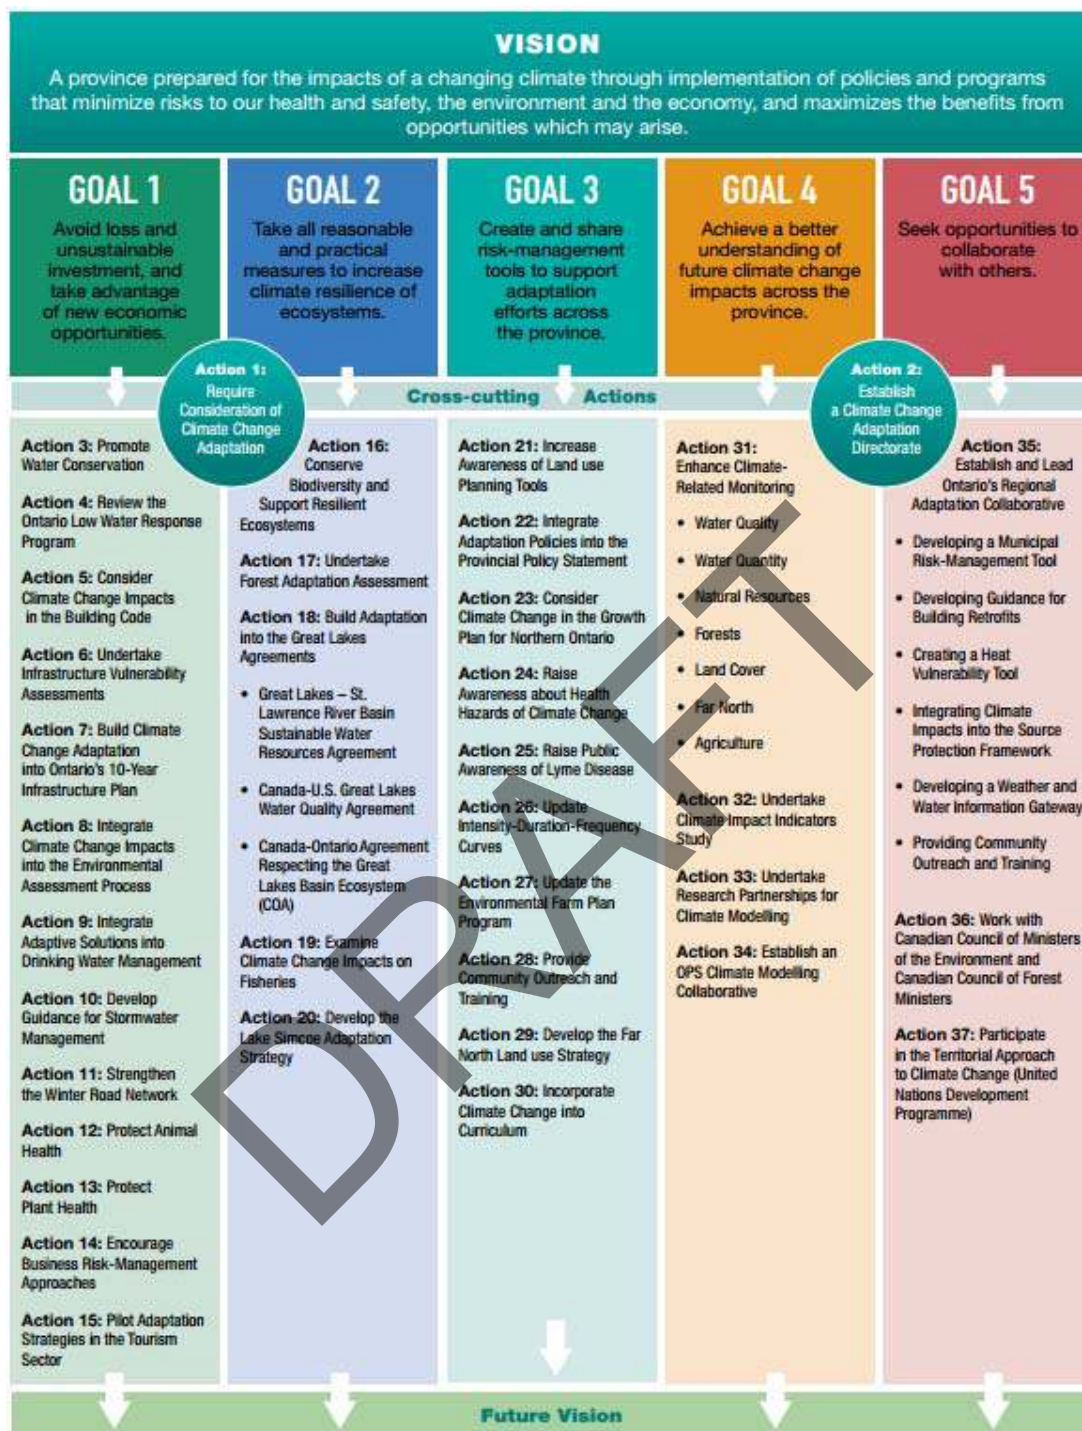 VISION
A province prepared for the impacts of a changing climate through implementation of policies and programs
that minimize risks to our health and safety, the environment and the economy, and maximizes the benefits from
opportunities which may arise.
GOAL 1
Avoid loss and
unsustainable
investment, and
take advantage
of new economic
opportunities.
GOAL 2
Take all reasonable
and practical
measures to increase
climate resilience of
ecosystems.
GOAL 3
Create and share
risk-management
tools to support
adaptation
efforts across
the province.
GOAL 4
Achieve a better
understanding of
future climate change
impacts across the
province.
GOAL 5
Seek opportunities to
collaborate
with others.
Action 1:
Require
Consideration of
Climate Change
Adaptation
Cross-cutting Actions
Action 2:
Establish
a Climate Change
Adaptation
Directorate
Action 3: Promote
Water Conservation
Action 4: Review the
Ontario Low Water Response
Program
Action 5: Consider
Climate Change Impacts
in the Building Code
Action 6: Undertake
Infrastructure Vulnerability
Assessments
Action 7: Build Climate
Change Adaptation
into Ontario's 10-Year
Infrastructure Plan
Action 8: Integrate
Climate Change Impacts
into the Environmental
Assessment Process
Action 9: Integrate
Adaptive Solutions into
Drinking Water Management
Action 10: Develop
Guidance for Stormwater
Management
Action 11: Strengthen
the Winter Road Network
Action 12: Protect Animal
Health
Action 13: Protect
Plant Health
Action 14: Encourage
Business Risk-Management
Approaches
Action 15: Pilot Adaptation
Strategies in the Tourism
Sector
Action 16:
Conserve
Biodiversity and
Support Resilient
Ecosystems
Action 17: Undertake
Forest Adaptation Assessment
Action 18: Build Adaptation
into the Great Lakes
Agreements
• Great Lakes – St.
Lawrence River Basin
Sustainable Water
Resources Agreement
• Canada-U.S. Great Lakes
Water Quality Agreement
• Canada-Ontario Agreement
Respecting the Great
Lakes Basin Ecosystem
(COA)
Action 19: Examine
Climate Change Impacts on
Fisheries
Action 20: Develop the
Lake Simcoe Adaptation
Strategy
Action 21: Increase
Awareness of Land use
Planning Tools
Action 22: Integrate
Adaptation Policies into the
Provincial Policy Statement
Action 23: Consider
Climate Change in the Growth
Plan for Northern Ontario
Action 24: Raise
Awareness about Health
Hazards of Climate Change
Action 25: Raise Public
Awareness of Lyme Disease
Action 26: Update
Intensity-Duration-Frequency
Curves
Action 27: Update the
Environmental Farm Plan
Program
Action 28: Provide
Community Outreach and
Training
Action 29: Develop the Far
North Land use Strategy
Action 30: Incorporate
Climate Change into
Curriculum
Action 31:
Enhance Climate-
Related Monitoring
• Water Quality
• Water Quantity
• Natural Resources
• Forests
• Land Cover
• Far North
• Agriculture
Action 32: Undertake
Climate Impact Indicators
Study
Action 33: Undertake
Research Partnerships for
Climate Modelling
Action 34: Establish an
OPS Climate Modelling
Collaborative
Action 35:
Establish and Lead
Ontario's Regional
Adaptation Collaborative
• Developing a Municipal
Risk-Management Tool
• Developing Guidance for
Building Retrofits
• Creating a Heat
Vulnerability Tool
• Integrating Climate
Impacts into the Source
Protection Framework
• Developing a Weather and
Water Information Gateway
• Providing Community
Outreach and Training
Action 36: Work with
Canadian Council of Ministers
of the Environment and
Canadian Council of Forest
Ministers
Action 37: Participate
in the Territorial Approach
to Climate Change (United
Nations Development
Programme)
Future Vision
DRAFT